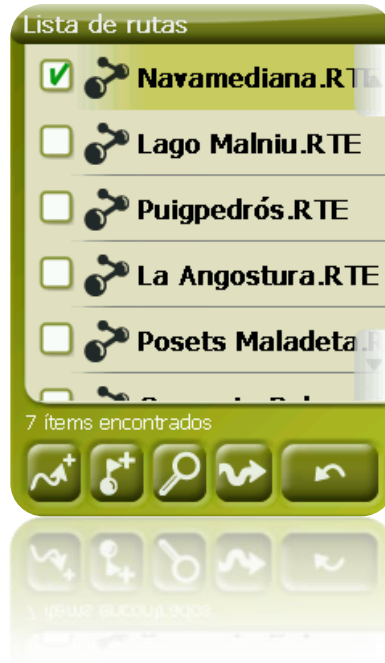 Lista de rutas
Navamediana.RTE
Lago Malniu.RTE
Puigpedrós.RTE
La Angostura.RTE
Posets Maladeta.R
7 ítems encontrados